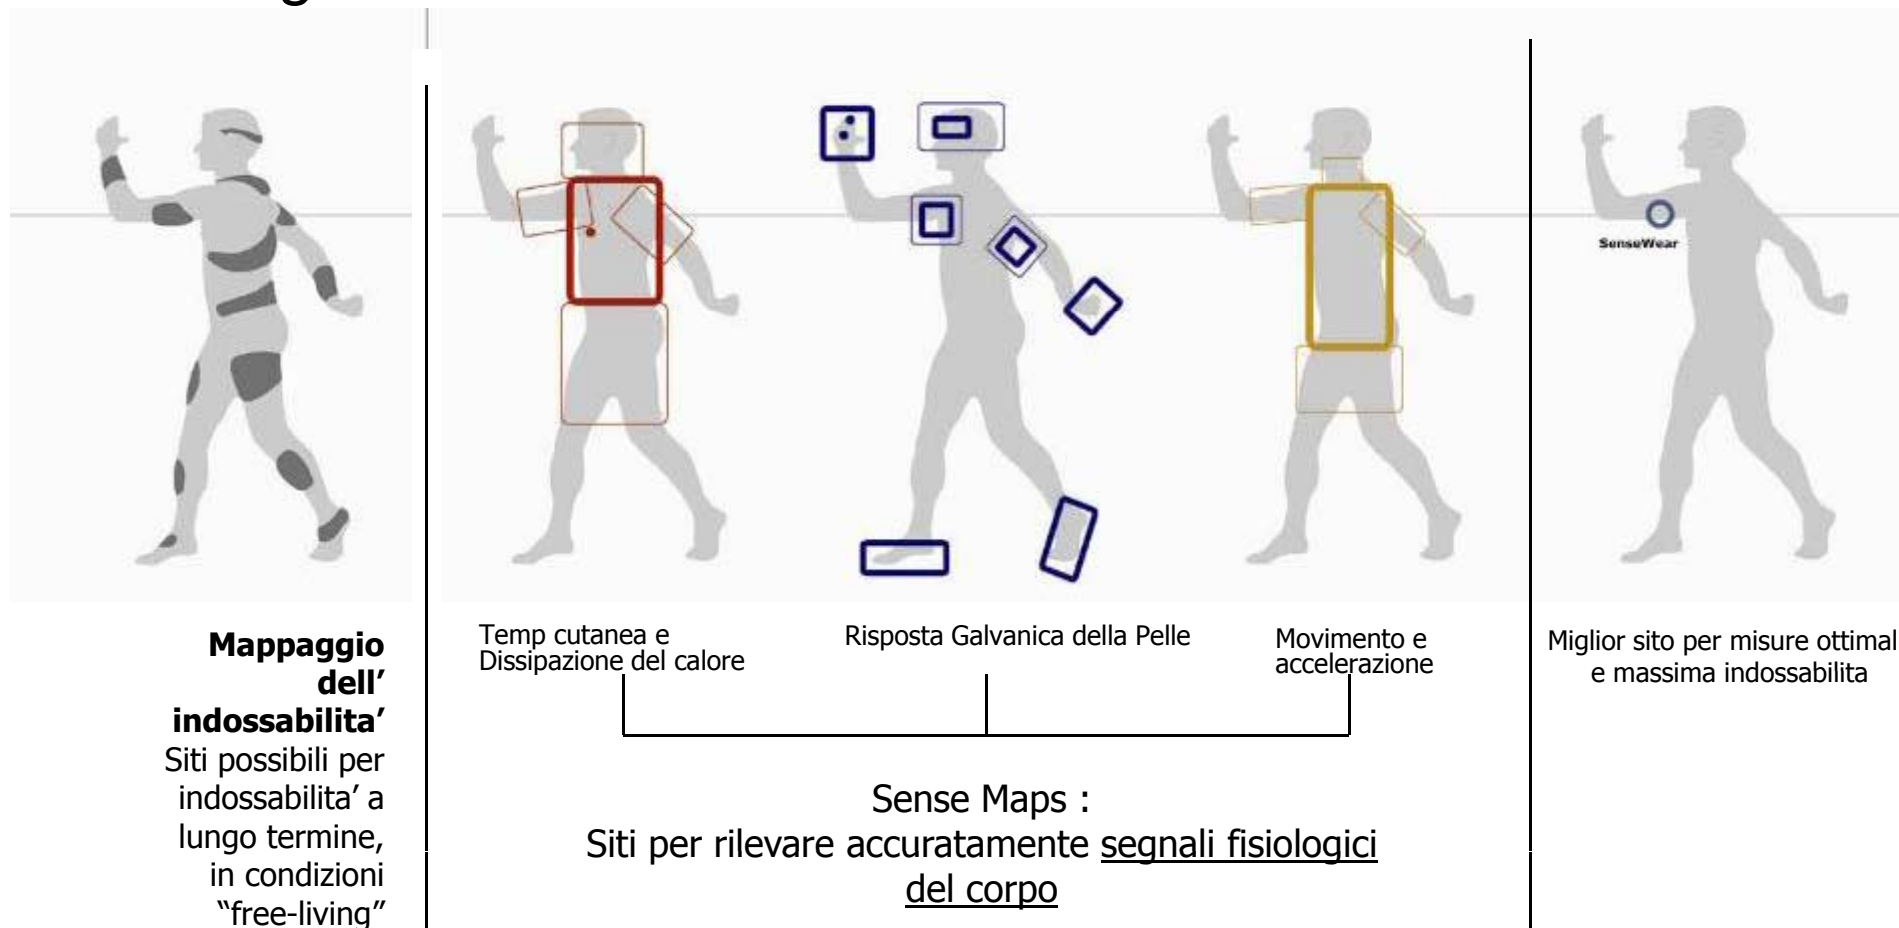 SenseWear
Mappaggio
dell’
indossabilita’
Siti possibili per
indossabilita’ a
lungo termine,
in condizioni
“free-living”
Temp cutanea e
Dissipazione del calore
Risposta Galvanica della Pelle
Movimento e
accelerazione
Sense Maps :
Siti per rilevare accuratamente segnali fisiologici
del corpo
Miglior sito per misure ottimal
e massima indossabilita